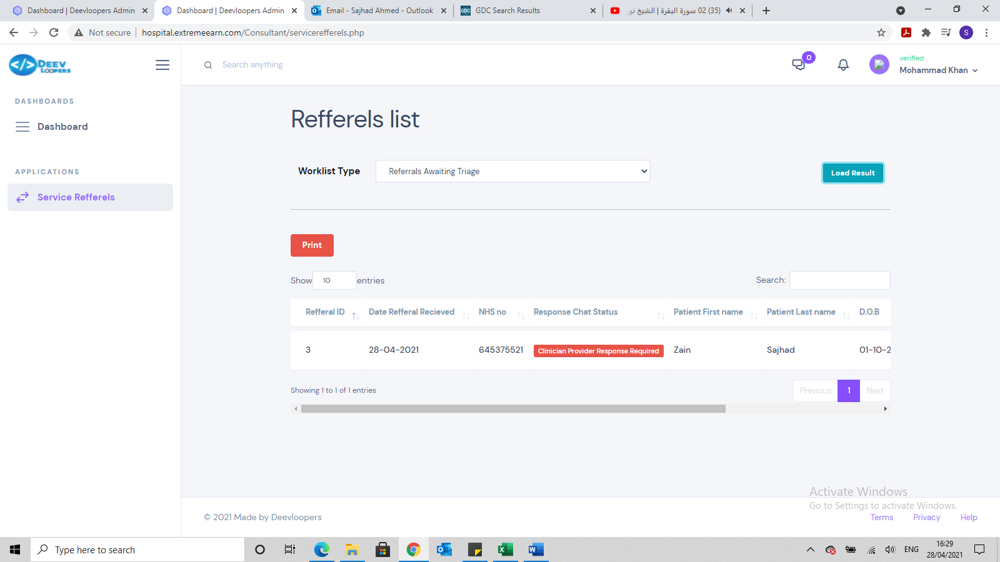 Dashboard | Deevloopers Admin
Dashboard | Deevloopers Admin
Email - Sajhad Ahmed - Outlook
GDC GDC Search Results
(35) 02 سورة البقرة | الشيخ نور
Not secure | hospital.extremeearn.com/Consultant/servicerefferels.php
S
</>DEEV LOOPERS
Search anything
0
verified
Mohammad Khan
DASHBOARDS
Dashboard
APPLICATIONS
Service Refferels
Refferels list
Worklist Type
Referrals Awaiting Triage
Load Result
Print
Show 10 entries
Search:
Refferal ID Date Refferal Recieved NHS no Response Chat Status Patient First name Patient Last name D.O.B
3 28-04-2021 645375521 Clinician Provider Response Required Zain Sajhad 01-10-2
Showing 1 to 1 of 1 entries
Previous 1 Next
Activate Windows
Go to Settings to activate Windows.
© 2021 Made by Deevloopers
Terms Privacy Help
Type here to search
ENG
16:29
28/04/2021